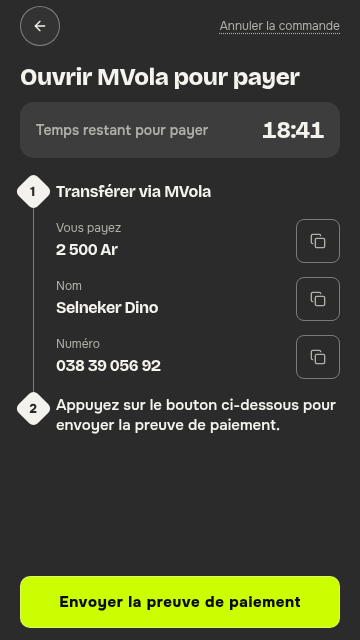 Annuler la commande
Ouvrir MVola pour payer
Temps restant pour payer 18:41
1 Transférer via MVola
Vous payez
2 500 Ar
Nom
Selneker Dino
Numéro
038 39 056 92
2 Appuyez sur le bouton ci-dessous pour
envoyer la preuve de paiement.
Envoyer la preuve de paiement